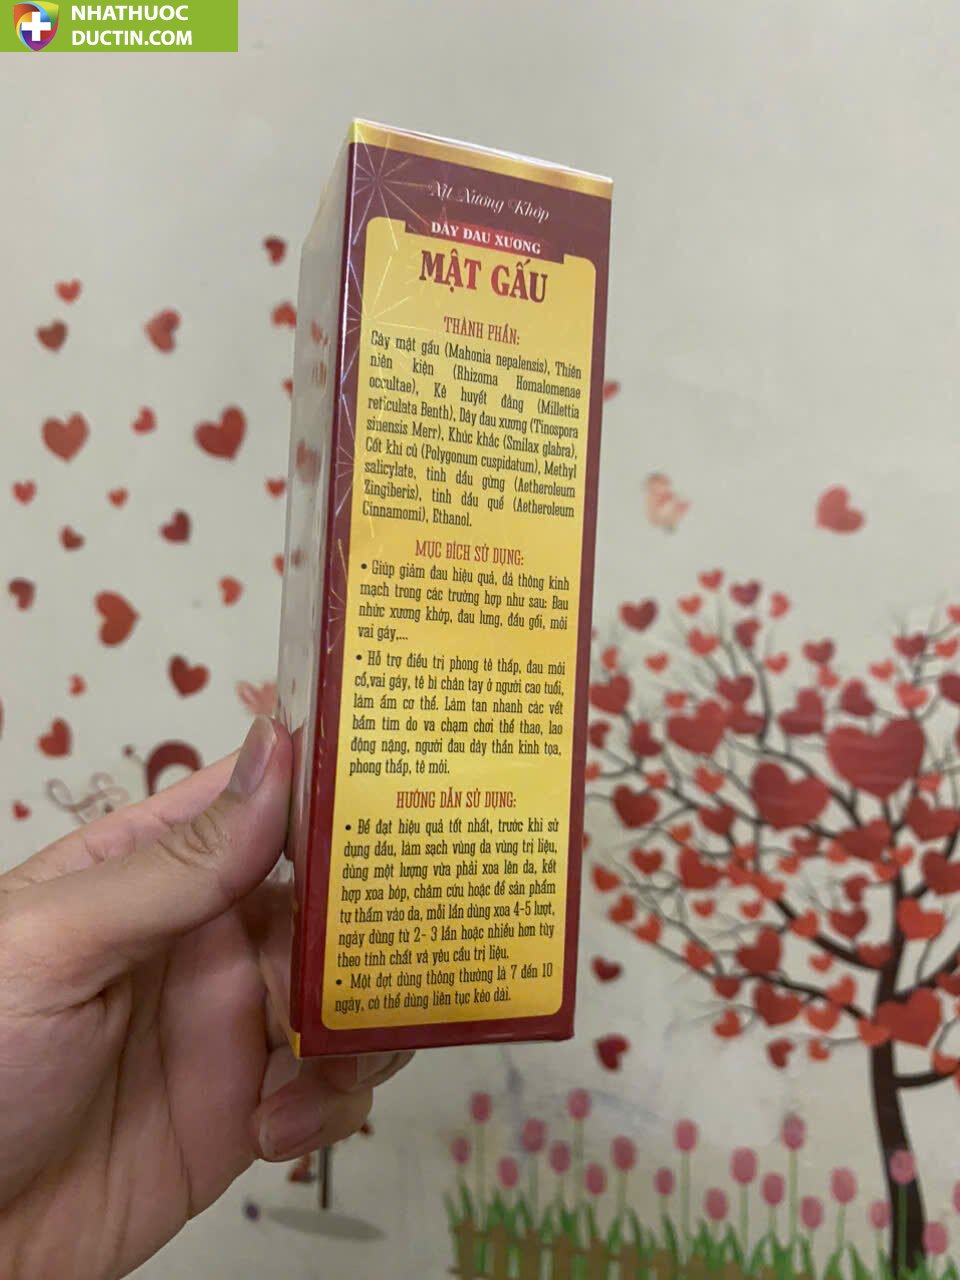 NHATHUOC
DUCTIN.COM
Xịt Xương Khớp
DÂY ĐAU XƯƠNG
MẬT GẤU
THÀNH PHẦN:
Cây mật gấu (Mahonia nepalensis), Thiên
niên kiện (Rhizoma Homalomenae
occultae), Kê huyết đằng (Millettia
reticulata Benth), Dây đau xương (Tinospora
sinensis Merr), Khúc khắc (Smilax glabra),
Cốt khí củ (Polygonum cuspidatum), Methyl
salicylate, tinh dầu gừng (Aetheroleum
Zingiberis), tinh dầu quế (Aetheroleum
Cinnamomi), Ethanol.
MỤC ĐÍCH SỬ DỤNG:
• Giúp giảm đau hiệu quả, đả thông kinh
mạch trong các trường hợp như sau: Đau
nhức xương khớp, đau lưng, đầu gối, mỏi
vai gáy,...
• Hỗ trợ điều trị phong tê thấp, đau mỏi
cổ,vai gáy, tê bì chân tay ở người cao tuổi,
làm ấm cơ thể. Làm tan nhanh các vết
bầm tím do va chạm chơi thể thao, lao
động nặng, người đau dây thần kinh tọa,
phong thấp, tê mỏi.
HƯỚNG DẪN SỬ DỤNG:
• Để đạt hiệu quả tốt nhất, trước khi sử
dụng dầu, làm sạch vùng da vùng trị liệu,
dùng một lượng vừa phải xoa lên da, kết
hợp xoa bóp, châm cứu hoặc để sản phẩm
tự thấm vào da, mỗi lần dùng xoa 4-5 lượt,
ngày dùng từ 2- 3 lần hoặc nhiều hơn tùy
theo tính chất và yêu cầu trị liệu.
• Một đợt dùng thông thường là 7 đến 10
ngày, có thể dùng liên tục kéo dài.